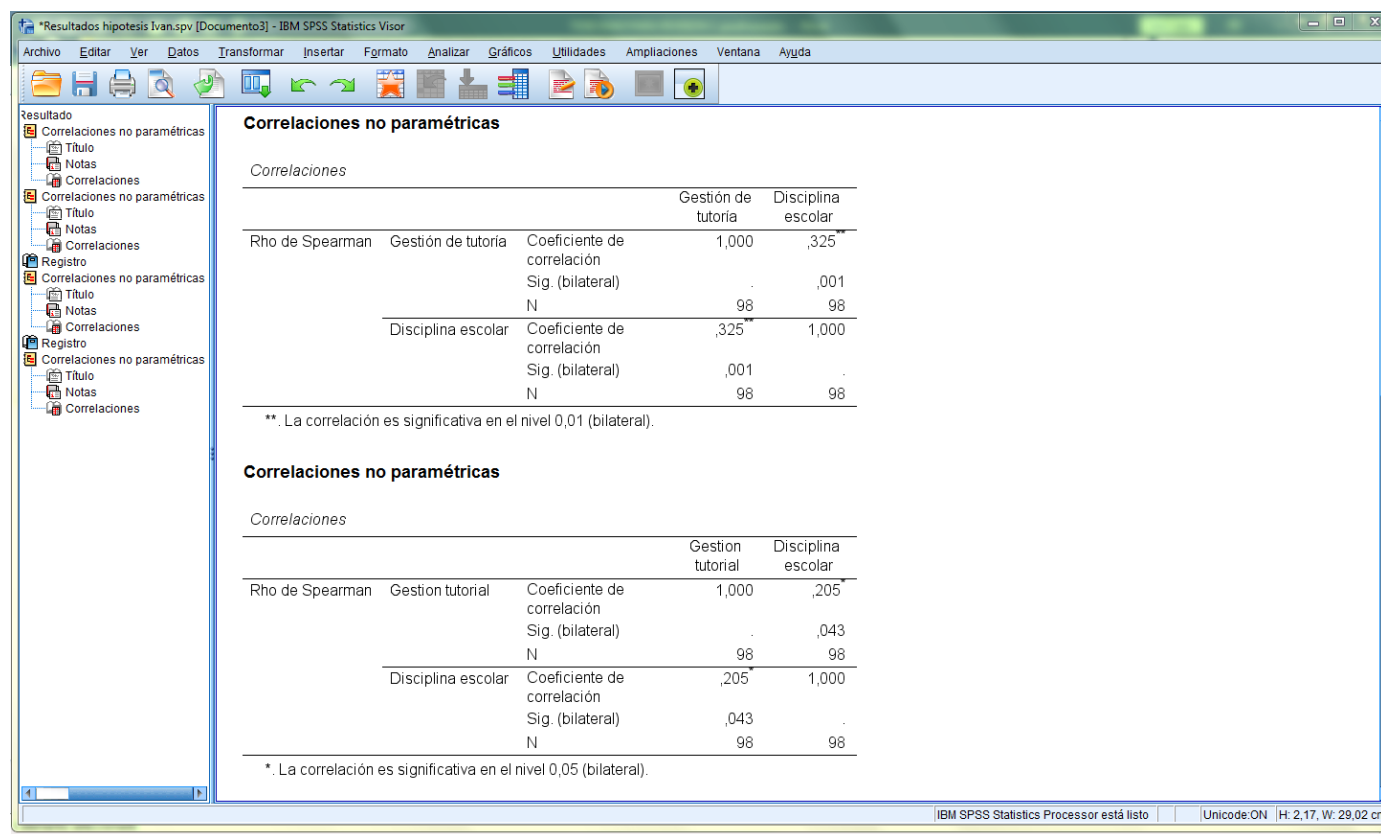 *Resultados hipotesis Ivan.spv [Documento3] - IBM SPSS Statistics Visor
Archivo Editar Ver Datos Transformar Insertar Formato Analizar Gráficos Utilidades Ampliaciones Ventana Ayuda
Resultado
Correlaciones no paramétricas
Título
Notas
Correlaciones
Correlaciones no paramétricas
Título
Notas
Correlaciones
Registro
Correlaciones no paramétricas
Título
Notas
Correlaciones
Registro
Correlaciones no paramétricas
Título
Notas
Correlaciones
Correlaciones no paramétricas
Correlaciones
Gestión de Disciplina
tutoría escolar
Rho de Spearman Gestión de tutoría Coeficiente de 1,000 ,325**
correlación
Sig. (bilateral) . ,001
N 98 98
Disciplina escolar Coeficiente de ,325** 1,000
correlación
Sig. (bilateral) ,001 .
N 98 98
**. La correlación es significativa en el nivel 0,01 (bilateral).
Correlaciones no paramétricas
Correlaciones
Gestion Disciplina
tutorial escolar
Rho de Spearman Gestion tutorial Coeficiente de 1,000 ,205*
correlación
Sig. (bilateral) . ,043
N 98 98
Disciplina escolar Coeficiente de ,205* 1,000
correlación
Sig. (bilateral) ,043 .
N 98 98
*. La correlación es significativa en el nivel 0,05 (bilateral).
IBM SPSS Statistics Processor está listo Unicode:ON H: 2,17, W: 29,02 cm